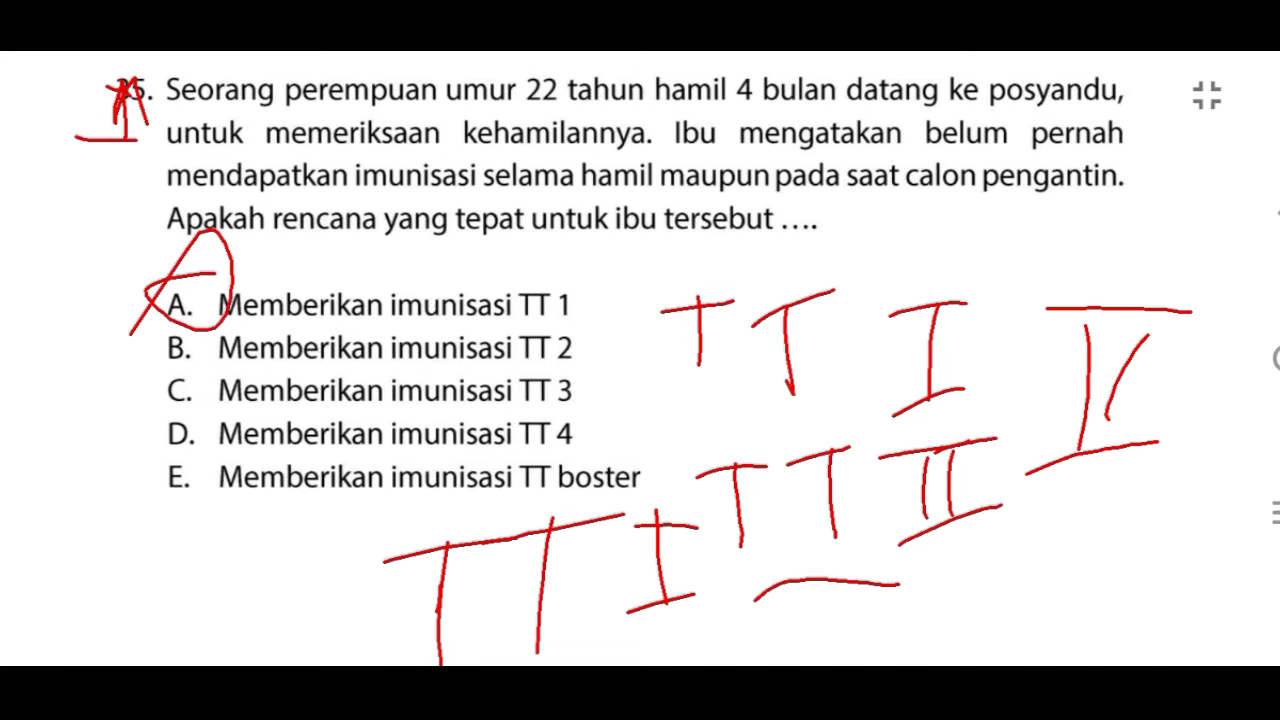 25. Seorang perempuan umur 22 tahun hamil 4 bulan datang ke posyandu,
untuk memeriksaan kehamilannya. Ibu mengatakan belum pernah
mendapatkan imunisasi selama hamil maupun pada saat calon pengantin.
Apakah rencana yang tepat untuk ibu tersebut ....
A. Memberikan imunisasi TT 1
B. Memberikan imunisasi TT 2
C. Memberikan imunisasi TT 3
D. Memberikan imunisasi TT 4
E. Memberikan imunisasi TT boster
TT I IV
TT II
TT I